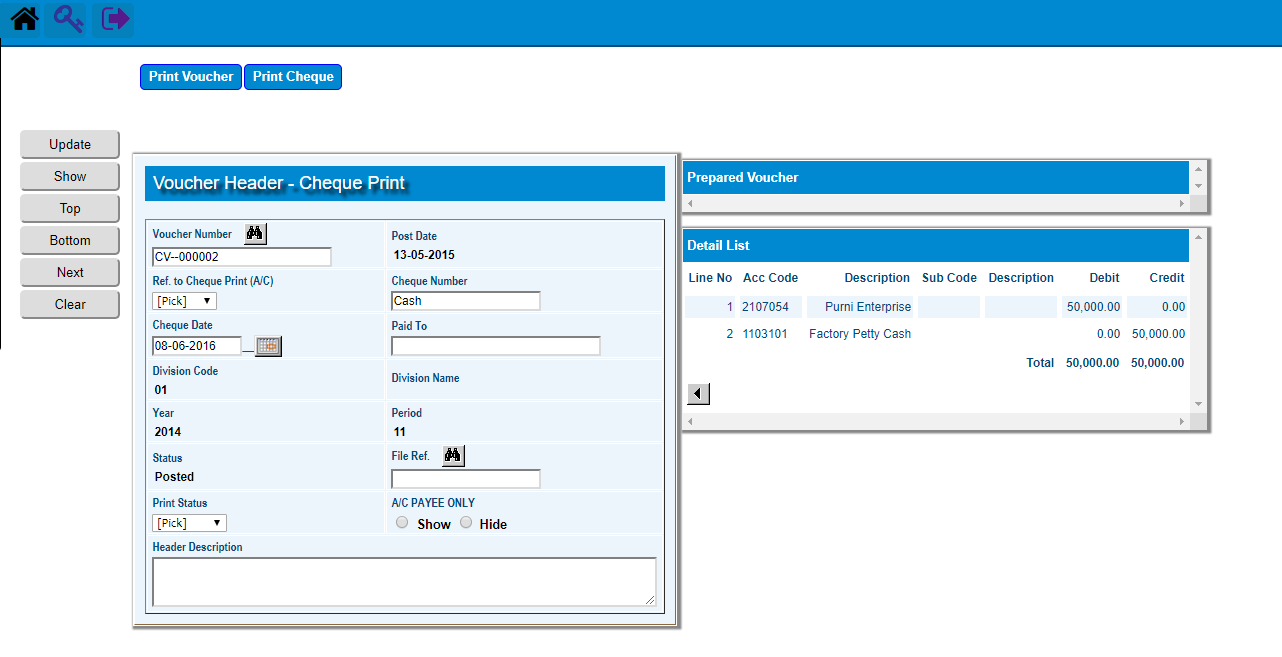 Print Voucher Print Cheque
Update
Show
Top
Bottom
Next
Clear
Voucher Header - Cheque Print
Voucher Number
CV--000002
Post Date
13-05-2015
Ref. to Cheque Print (A/C)
[Pick]
Cheque Number
Cash
Cheque Date
08-06-2016
Paid To
Division Code
01
Division Name
Year
2014
Period
11
Status
Posted
File Ref.
Print Status
[Pick]
A/C PAYEE ONLY
Show Hide
Header Description
Prepared Voucher
Detail List
Line No Acc Code Description Sub Code Description Debit Credit
1 2107054 Purni Enterprise 50,000.00 0.00
2 1103101 Factory Petty Cash 0.00 50,000.00
Total 50,000.00 50,000.00